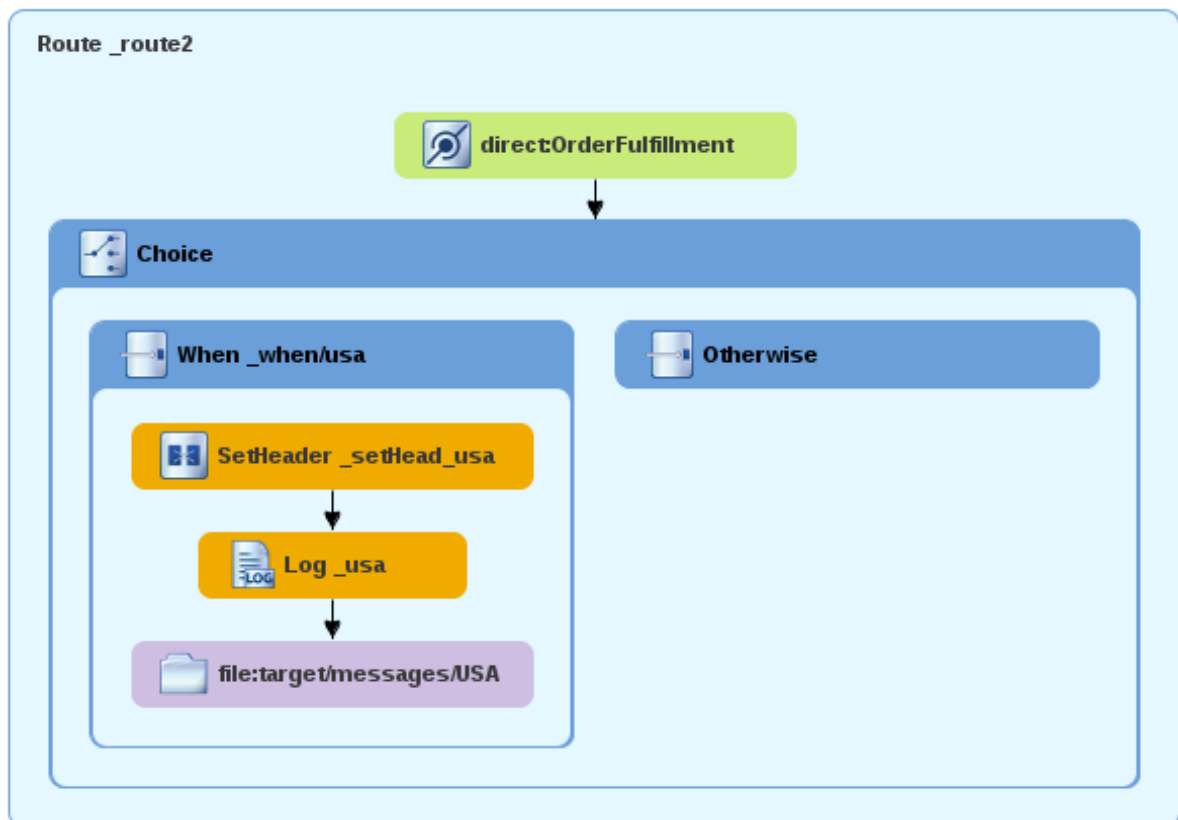 Route _route2
direct:OrderFulfillment
Choice
When _when/usa
Otherwise
SetHeader _setHead_usa
LOG
Log _usa
file:target/messages/USA